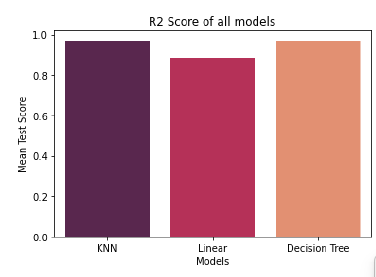 R2 Score of all models
Mean Test Score
1.0
0.8
0.6
0.4
0.2
0.0
KNN Linear Decision Tree
Models